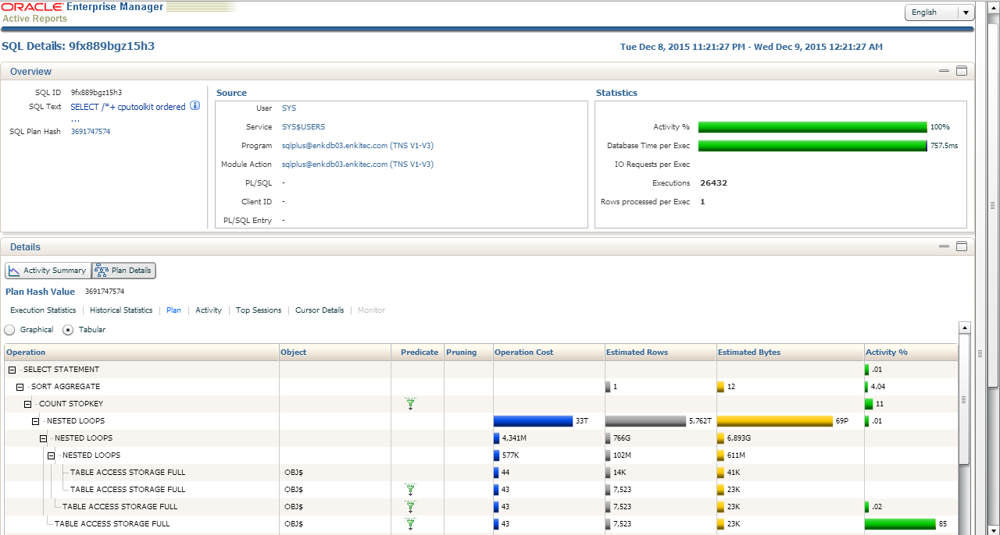 ORACLE Enterprise Manager
Active Reports
English
SQL Details: 9fx889bgz15h3
Tue Dec 8, 2015 11:21:27 PM - Wed Dec 9, 2015 12:21:27 AM
Overview
SQL ID 9fx889bgz15h3
SQL Text SELECT /*+ cputoolkit ordered
...
SQL Plan Hash 3691747574
Source
User SYS
Service SYS$USERS
Program sqlplus@enkdb03.enkitec.com (TNS V1-V3)
Module Action sqlplus@enkdb03.enkitec.com (TNS V1-V3)
PL/SQL -
Client ID -
PL/SQL Entry -
Statistics
Activity % 100%
Database Time per Exec 757.5ms
IO Requests per Exec
Executions 26432
Rows processed per Exec 1
Details
Activity Summary Plan Details
Plan Hash Value 3691747574
Execution Statistics Historical Statistics Plan Activity Top Sessions Cursor Details Monitor
Graphical Tabular
Operation Object Predicate Pruning Operation Cost Estimated Rows Estimated Bytes Activity %
SELECT STATEMENT .01
SORT AGGREGATE 1 12 4.04
COUNT STOPKEY 11
NESTED LOOPS 33T 5,762T 69P .01
NESTED LOOPS 4,341M 766G 6,893G
NESTED LOOPS 577K 102M 611M
TABLE ACCESS STORAGE FULL OBJ$ 44 14K 41K
TABLE ACCESS STORAGE FULL OBJ$ 43 7,523 23K
TABLE ACCESS STORAGE FULL OBJ$ 43 7,523 23K .02
TABLE ACCESS STORAGE FULL OBJ$ 43 7,523 23K 85